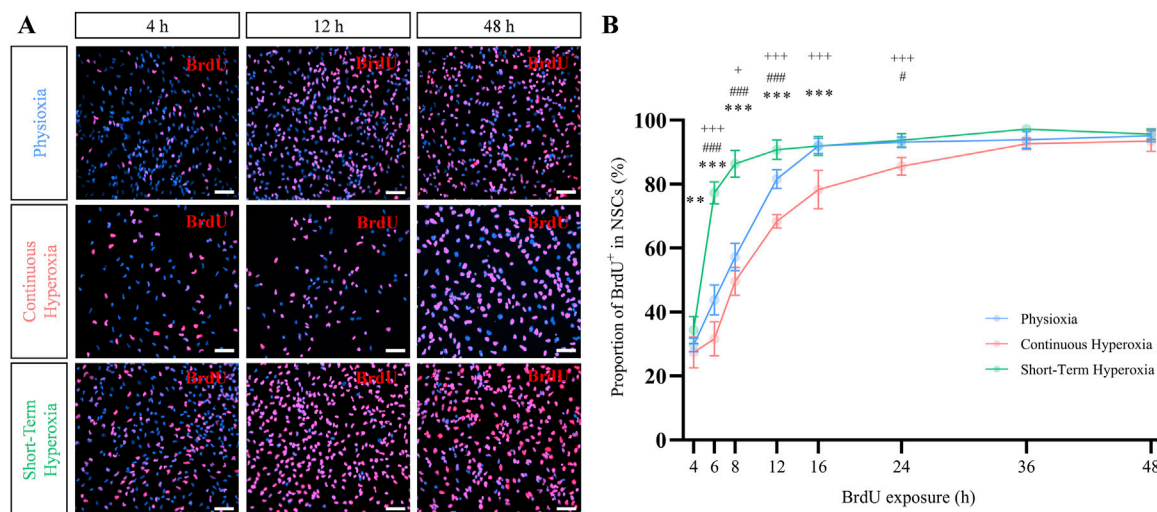 A
4 h
12 h
48 h
Physioxia
BrdU
BrdU
BrdU
Continuous
Hyperoxia
BrdU
BrdU
BrdU
Short-Term
Hyperoxia
BrdU
BrdU
BrdU
B
+++
###
***
+++
***
+++
#
+
###
***
+++
###
***
**
Proportion of BrdU+ in NSCs (%)
100
80
60
40
20
0
Physioxia
Continuous Hyperoxia
Short-Term Hyperoxia
4 6 8 12 16 24 36 48
BrdU exposure (h)